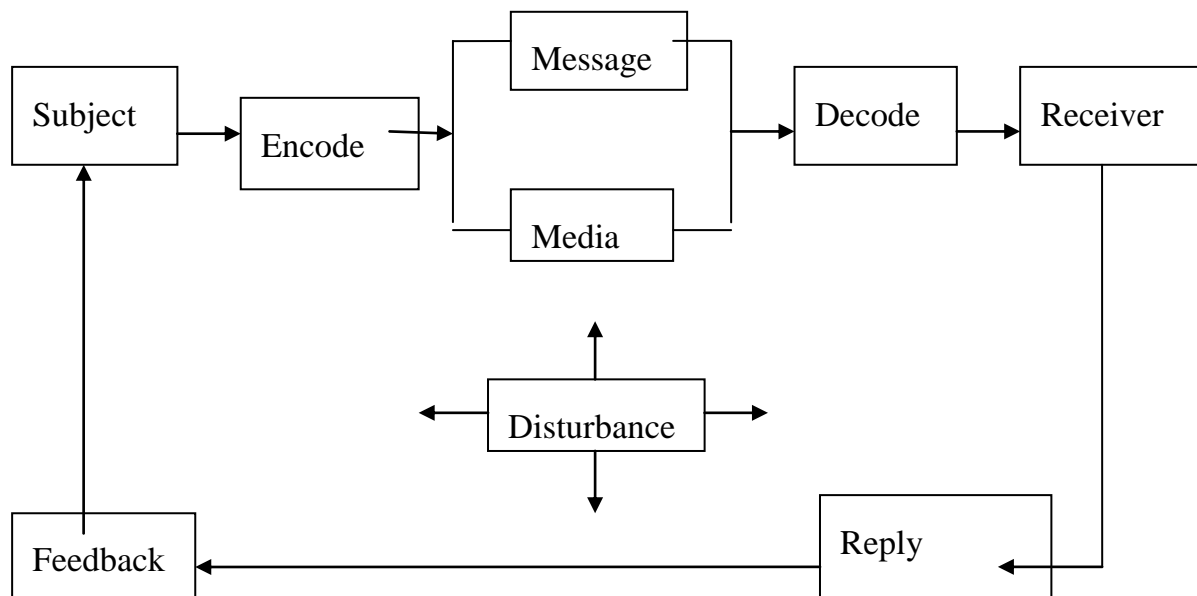 Message
Subject
Encode
Decode
Receiver
Media
Disturbance
Feedback
Reply